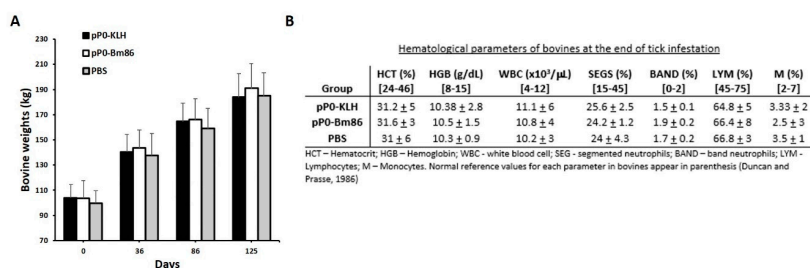 A
Bovine weights (kg)
230
210
190
170
150
130
110
90
70
0 36 86 125
Days
pP0-KLH
pP0-Bm86
PBS
B
Hematological parameters of bovines at the end of tick infestation
Group HCT (%) [24-46] HGB (g/dL) [8-15] WBC (x10³/µL) [4-12] SEGS (%) [15-45] BAND (%) [0-2] LYM (%) [45-75] M (%) [2-7]
pP0-KLH 31.2 ± 5 10.38 ± 2.8 11.1 ± 6 25.6 ± 2.5 1.5 ± 0.1 64.8 ± 5 3.33 ± 2
pP0-Bm86 31.6 ± 3 10.5 ± 1.5 10.8 ± 4 24.2 ± 1.2 1.9 ± 0.2 66.4 ± 8 2.5 ± 3
PBS 31 ± 6 10.3 ± 0.9 10.2 ± 3 24 ± 4.3 1.7 ± 0.2 66.8 ± 3 3.5 ± 1
HCT – Hematocrit; HGB – Hemoglobin; WBC - white blood cell; SEG - segmented neutrophils; BAND – band neutrophils; LYM -
Lymphocytes; M – Monocytes. Normal reference values for each parameter in bovines appear in parenthesis (Duncan and
Prasse, 1986)